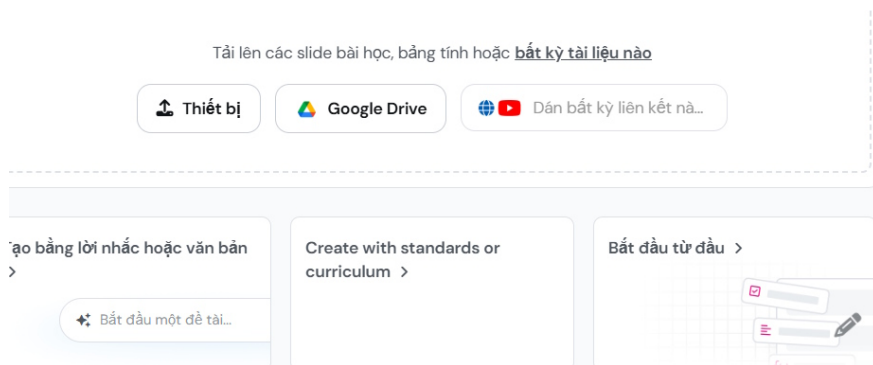 Tải lên các slide bài học, bảng tính hoặc bất kỳ tài liệu nào
Thiết bị
Google Drive
Dán bất kỳ liên kết nà...
Tạo bằng lời nhắc hoặc văn bản
Create with standards or
curriculum
Bắt đầu từ đầu
Bắt đầu một đề tài...